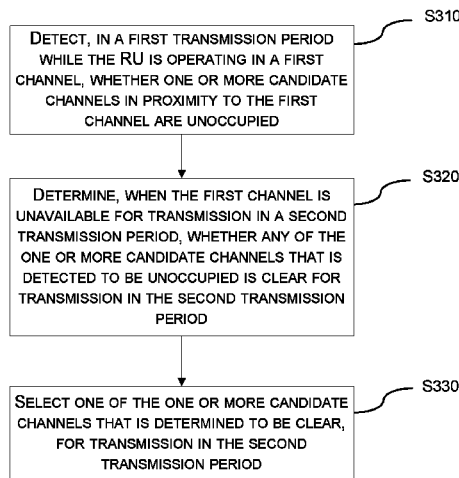 S310
DETECT, IN A FIRST TRANSMISSION PERIOD
WHILE THE RU IS OPERATING IN A FIRST
CHANNEL, WHETHER ONE OR MORE CANDIDATE
CHANNELS IN PROXIMITY TO THE FIRST
CHANNEL ARE UNOCCUPIED
S320
DETERMINE, WHEN THE FIRST CHANNEL IS
UNAVAILABLE FOR TRANSMISSION IN A SECOND
TRANSMISSION PERIOD, WHETHER ANY OF THE
ONE OR MORE CANDIDATE CHANNELS THAT IS
DETECTED TO BE UNOCCUPIED IS CLEAR FOR
TRANSMISSION IN THE SECOND TRANSMISSION
PERIOD
S330
SELECT ONE OF THE ONE OR MORE CANDIDATE
CHANNELS THAT IS DETERMINED TO BE CLEAR,
FOR TRANSMISSION IN THE SECOND
TRANSMISSION PERIOD